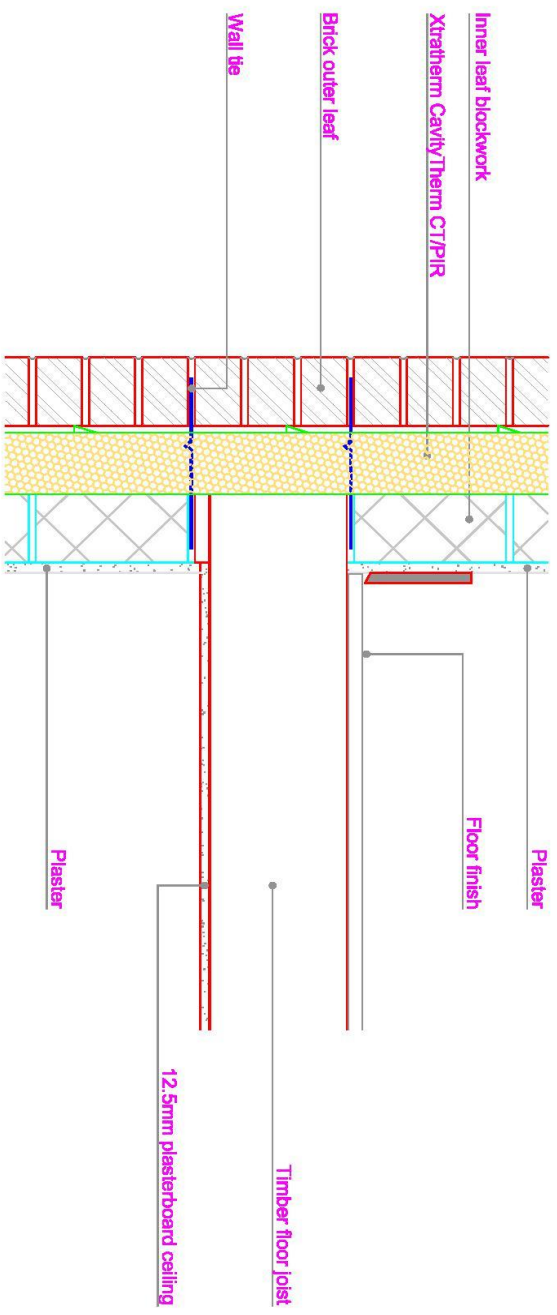 Inner leaf blockwork
Xtratherm CavityTherm CT/PIR
Brick outer leaf
Wall tie
Plaster
Floor finish
Timber floor joist
12.5mm plasterboard ceiling
Plaster